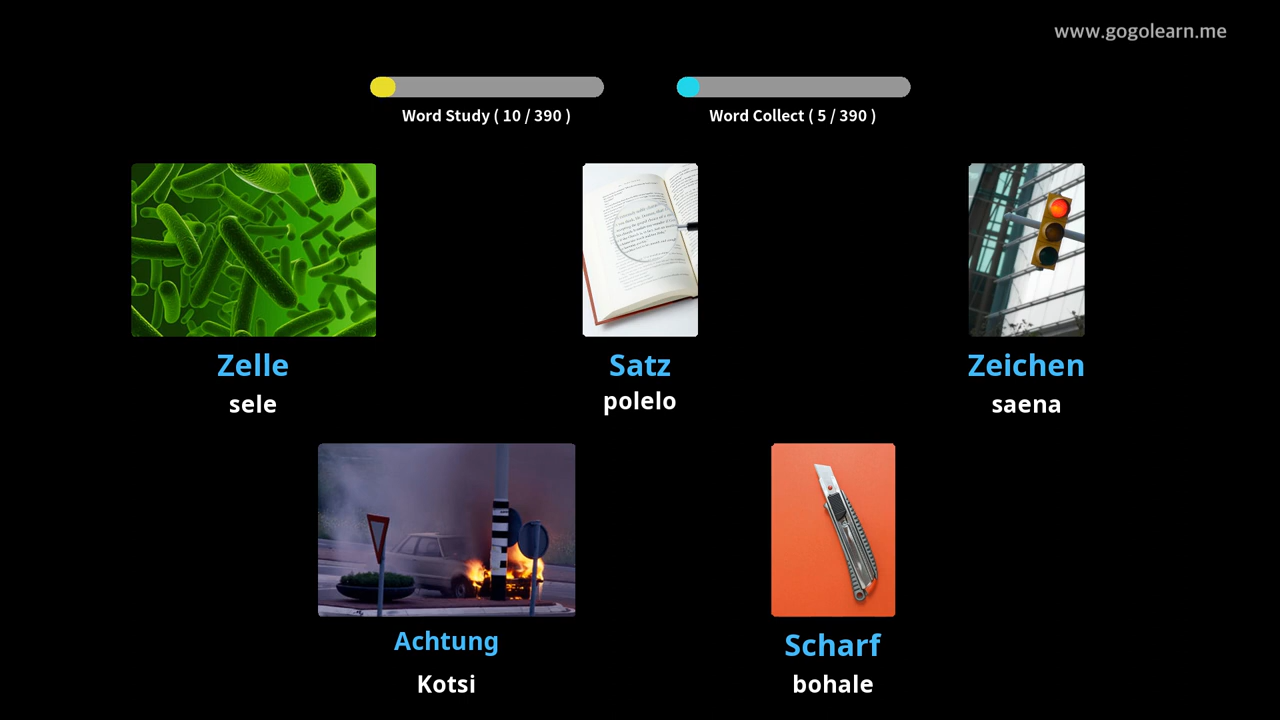 www.gogolearn.me
Word Study ( 10 / 390 )
Word Collect ( 5 / 390 )
Zelle
sele
Satz
polelo
Zeichen
saena
Achtung
Kotsi
Scharf
bohale